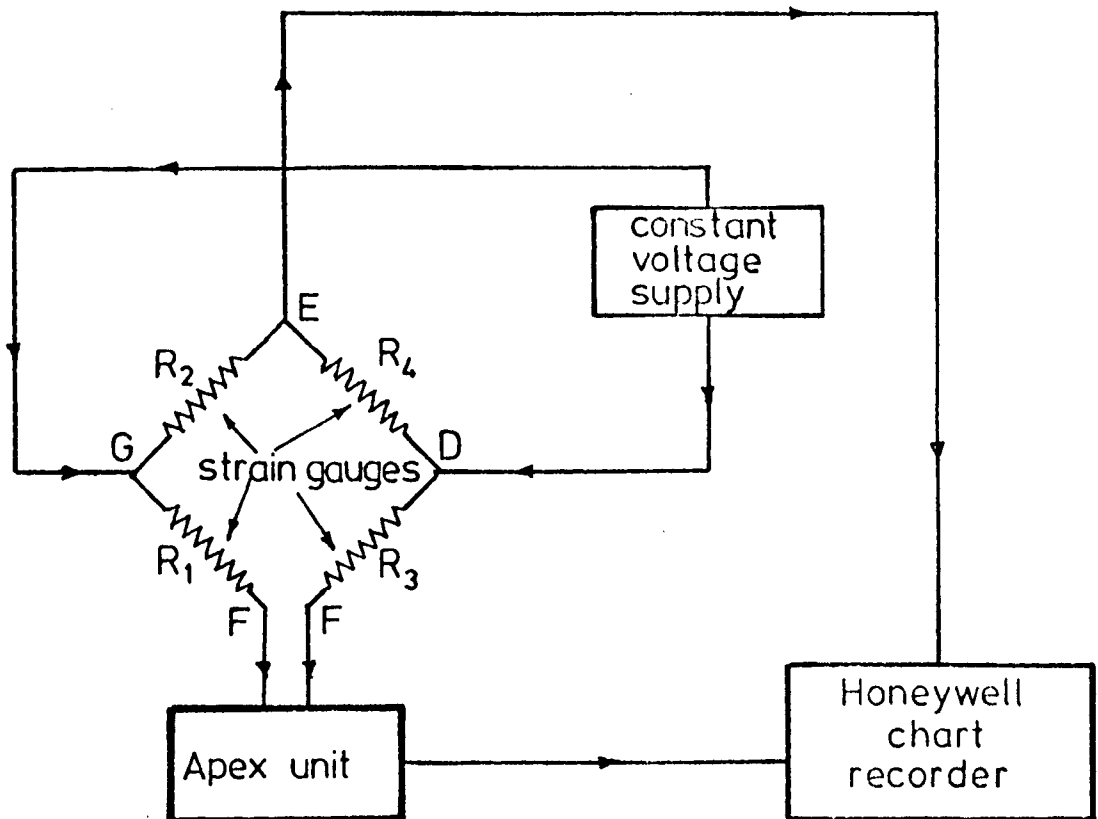 constant
voltage
supply
E
R₂
R₄
G
D
strain gauges
R₁
R₃
F
F
Apex unit
Honeywell
chart
recorder